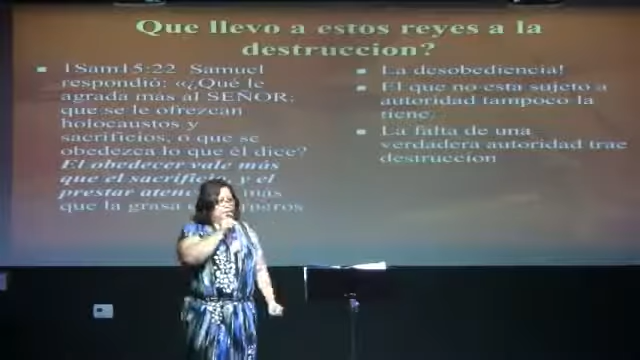 Que llevo a estos reyes a la
destruccion?
1Sam15:22 Samuel
respondió: «¿Qué le
agrada más al SEÑOR:
que se le ofrezcan
holocaustos y
sacrificios, o que se
obedezca lo que él dice?
El obedecer vale más
que el sacrificio, y el
prestar más
que la grasa
La desobediencia!
El que no esta sujeto a
autoridad tampoco la
tiene.
La falta de una
verdadera autoridad trae
destruccion